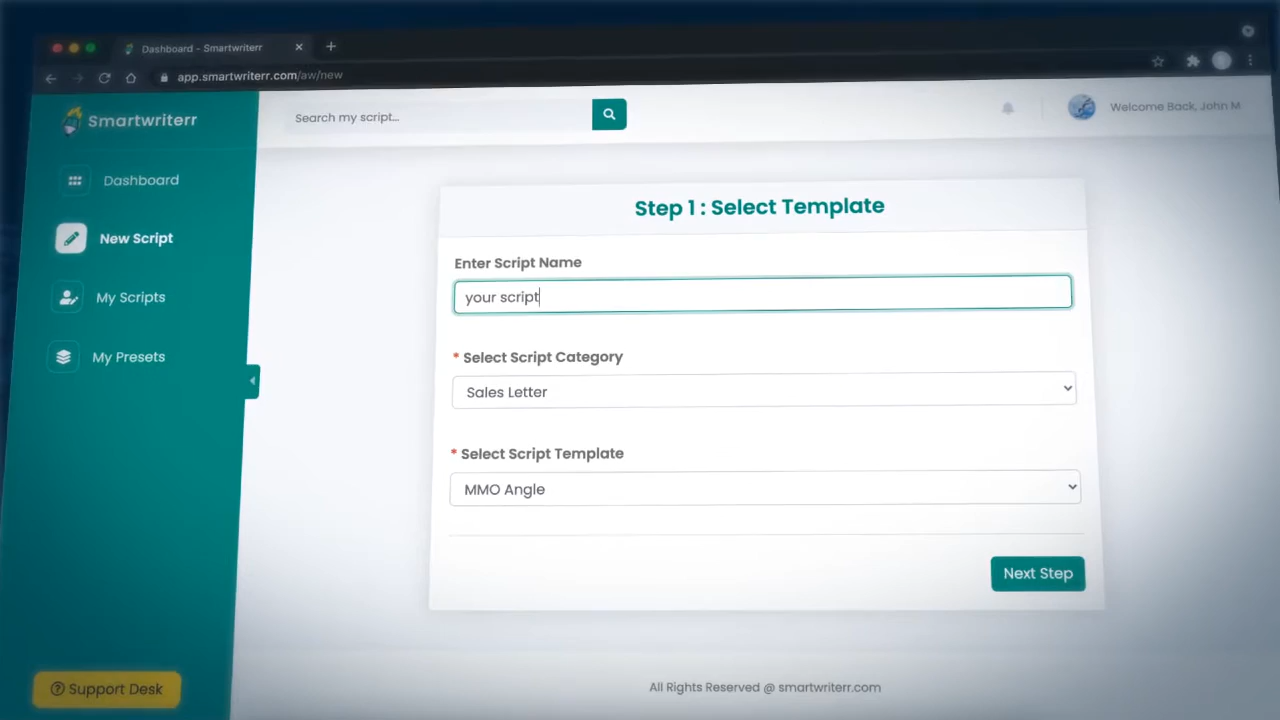 Dashboard - Smartwriterr
app.smartwriterr.com/aw/new
Smartwriterr
Search my script...
Welcome Back, John M
Dashboard
New Script
My Scripts
My Presets
Step 1 : Select Template
Enter Script Name
your script
* Select Script Category
Sales Letter
* Select Script Template
MMO Angle
Next Step
Support Desk
All Rights Reserved @ smartwriterr.com